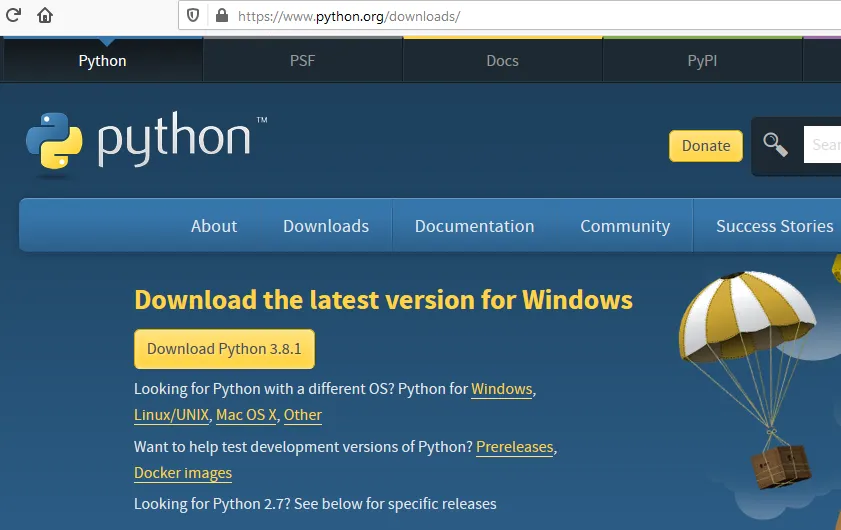 https://www.python.org/downloads/
Python PSF Docs PyPI
python™
Donate
Sear
About Downloads Documentation Community Success Stories
Download the latest version for Windows
Download Python 3.8.1
Looking for Python with a different OS? Python for Windows,
Linux/UNIX, Mac OS X, Other
Want to help test development versions of Python? Prereleases,
Docker images
Looking for Python 2.7? See below for specific releases